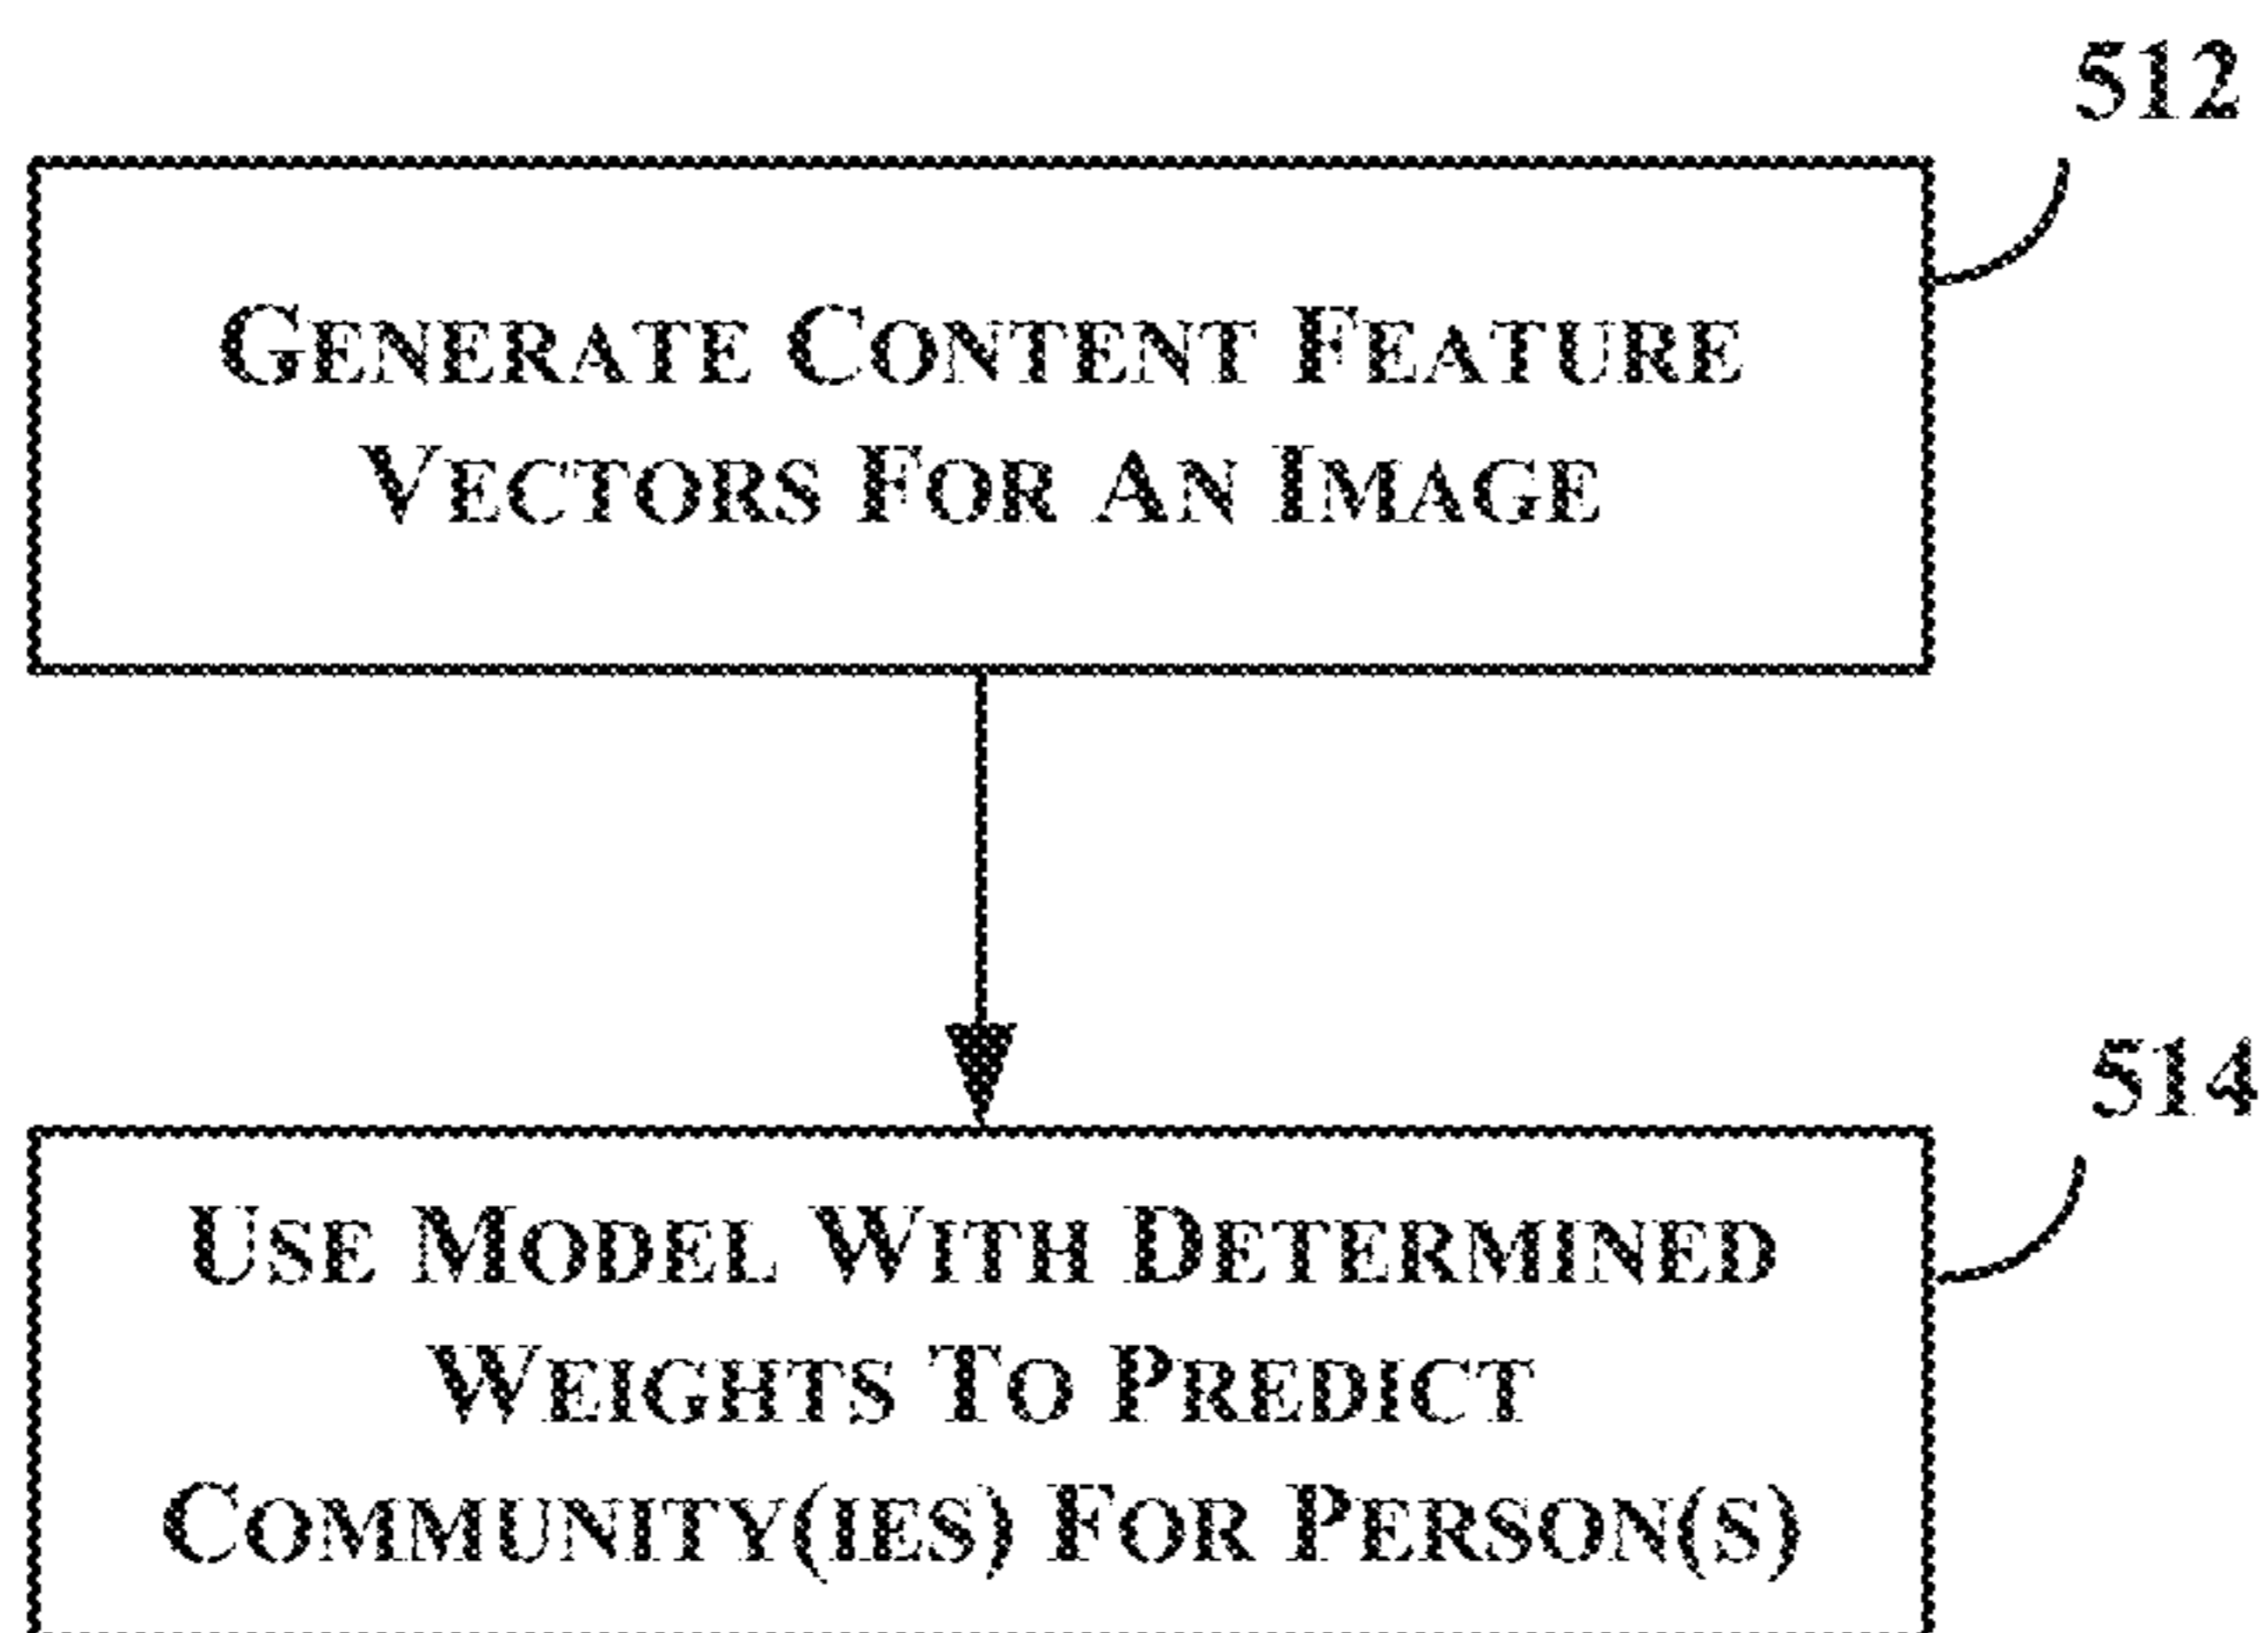 512
GENERATE CONTENT FEATURE
VECTORS FOR AN IMAGE
514
USE MODEL WITH DETERMINED
WEIGHTS TO PREDICT
COMMUNITY(IES) FOR PERSON(S)